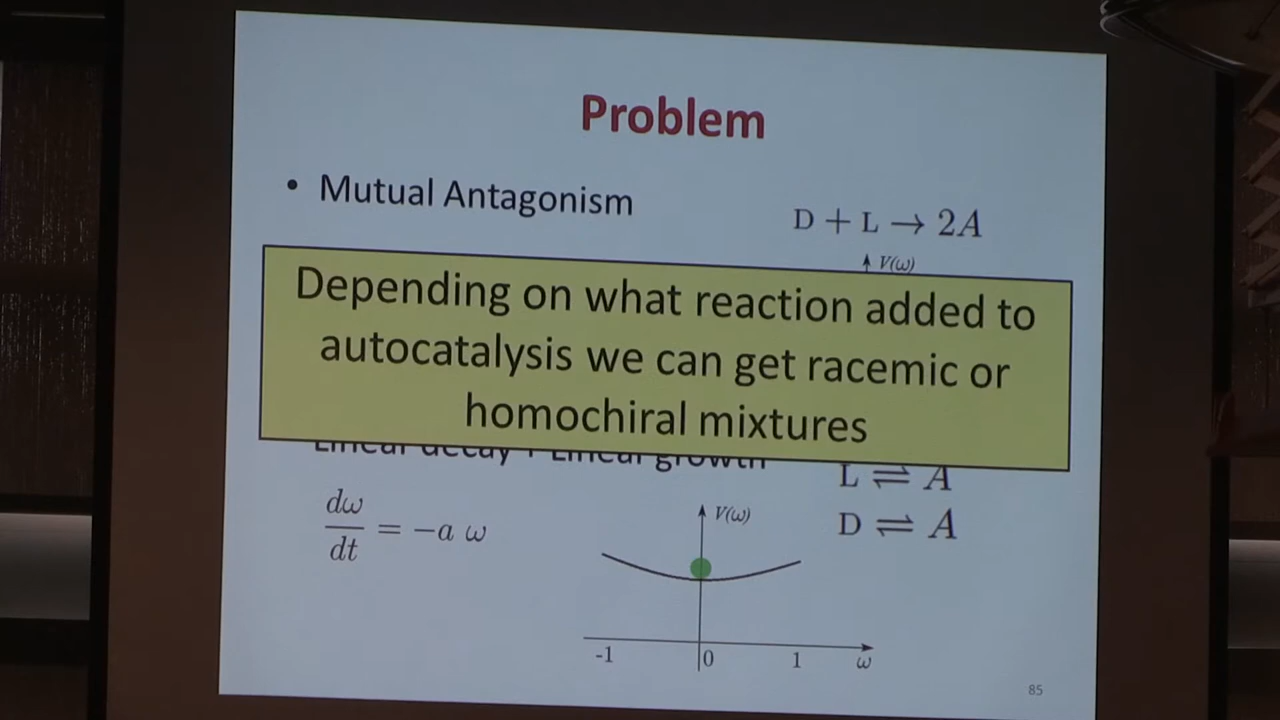 Problem
• Mutual Antagonism
D + L → 2A
V(ω)
Depending on what reaction added to
autocatalysis we can get racemic or
homochiral mixtures
Linear decay + Linear growth
L ⇌ A
D ⇌ A
dω/dt = −a ω
V(ω)
-1 0 1 ω
85